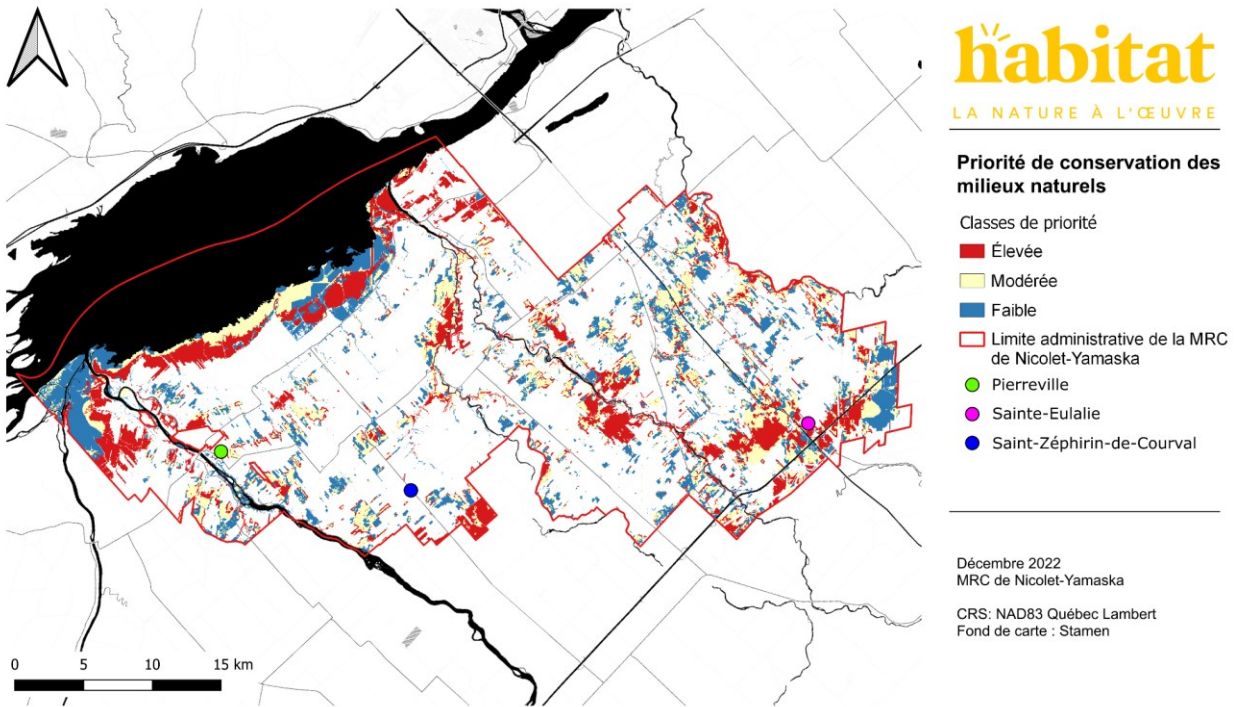 habitat
LA NATURE À L'ŒUVRE
Priorité de conservation des
milieux naturels
Classes de priorité
Élevée
Modérée
Faible
Limite administrative de la MRC
de Nicolet-Yamaska
Pierreville
Sainte-Eulalie
Saint-Zéphirin-de-Courval
Décembre 2022
MRC de Nicolet-Yamaska
CRS: NAD83 Québec Lambert
Fond de carte : Stamen
0 5 10 15 km